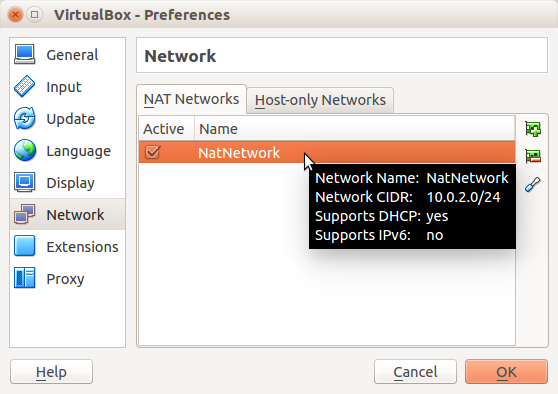 VirtualBox - Preferences
General
Input
Update
Language
Display
Network
Extensions
Proxy
Network
NAT Networks
Host-only Networks
Active Name
NatNetwork
Network Name: NatNetwork
Network CIDR: 10.0.2.0/24
Supports DHCP: yes
Supports IPv6: no
Help
Cancel
OK